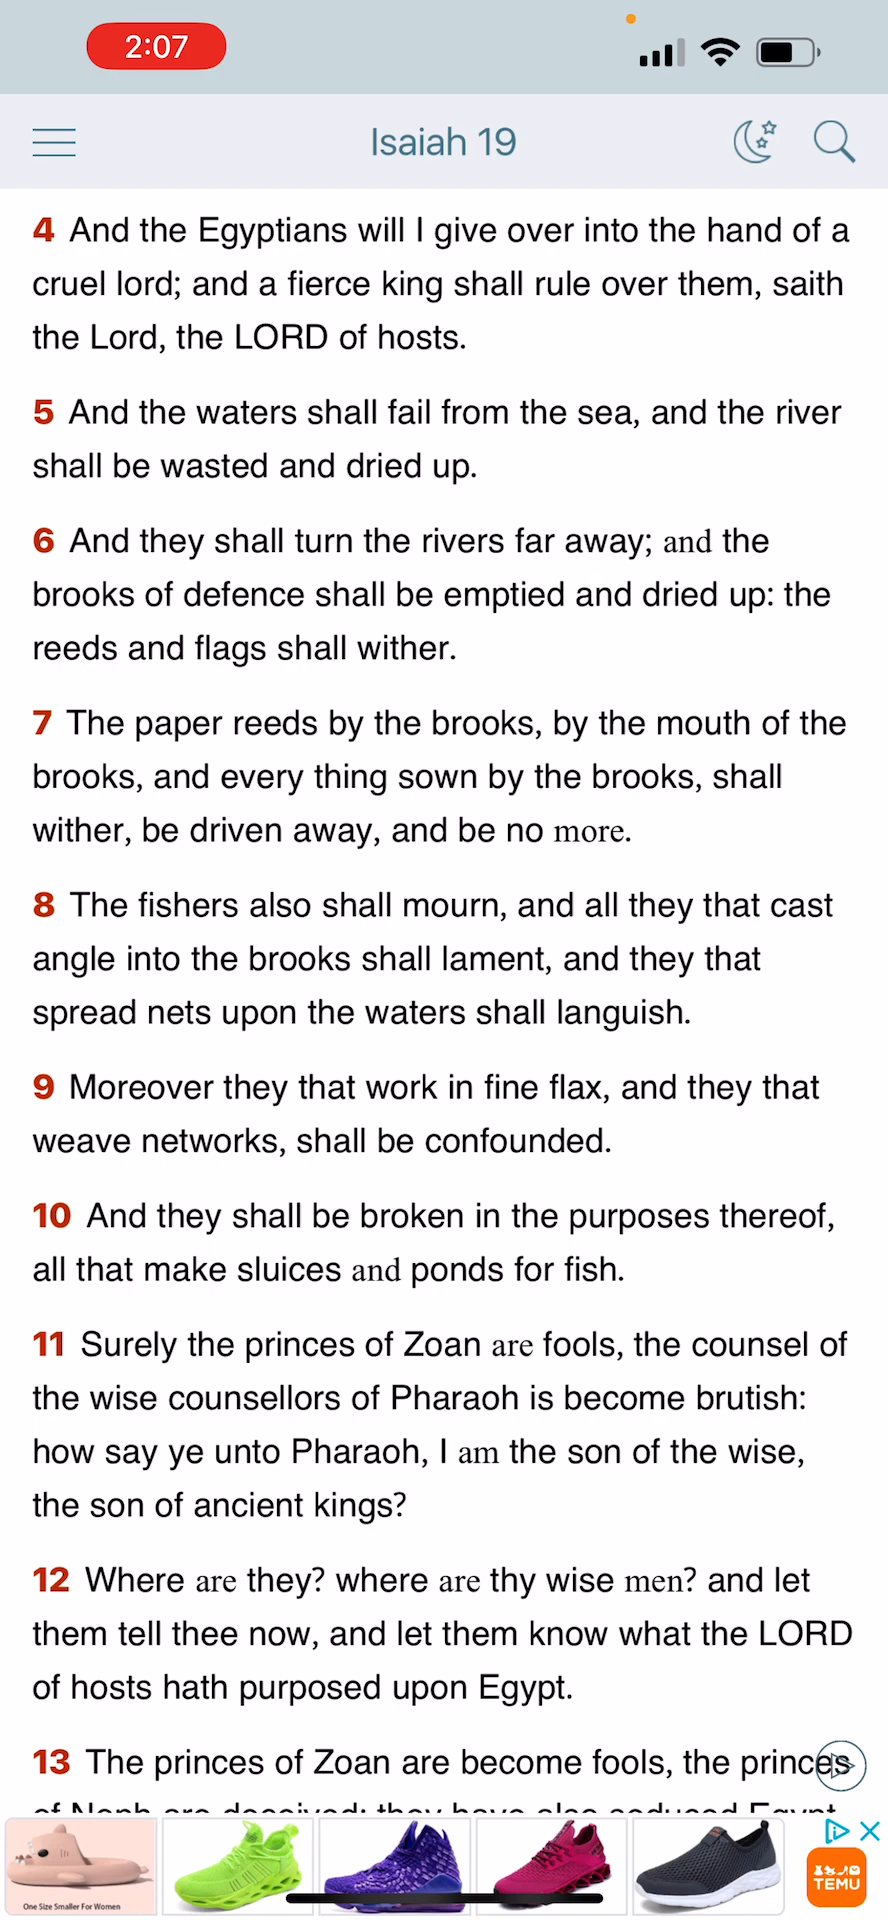 2:07
Isaiah 19
4 And the Egyptians will I give over into the hand of a
cruel lord; and a fierce king shall rule over them, saith
the Lord, the LORD of hosts.
5 And the waters shall fail from the sea, and the river
shall be wasted and dried up.
6 And they shall turn the rivers far away; and the
brooks of defence shall be emptied and dried up: the
reeds and flags shall wither.
7 The paper reeds by the brooks, by the mouth of the
brooks, and every thing sown by the brooks, shall
wither, be driven away, and be no more.
8 The fishers also shall mourn, and all they that cast
angle into the brooks shall lament, and they that
spread nets upon the waters shall languish.
9 Moreover they that work in fine flax, and they that
weave networks, shall be confounded.
10 And they shall be broken in the purposes thereof,
all that make sluices and ponds for fish.
11 Surely the princes of Zoan are fools, the counsel of
the wise counsellors of Pharaoh is become brutish:
how say ye unto Pharaoh, I am the son of the wise,
the son of ancient kings?
12 Where are they? where are thy wise men? and let
them tell thee now, and let them know what the LORD
of hosts hath purposed upon Egypt.
13 The princes of Zoan are become fools, the princes
of Noph are deceived; they have also seduced Egypt,
One Size Smaller For Women
TEMU